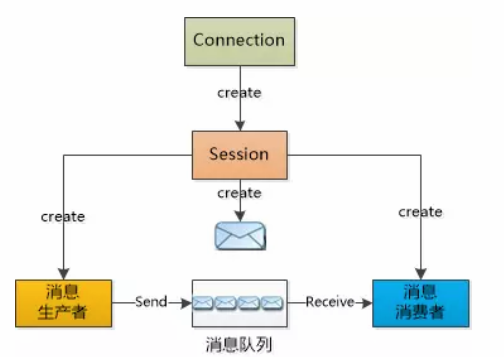 Connection
create
Session
create
create
create
消息
生产者
Send
Receive
消息
消费者
消息队列